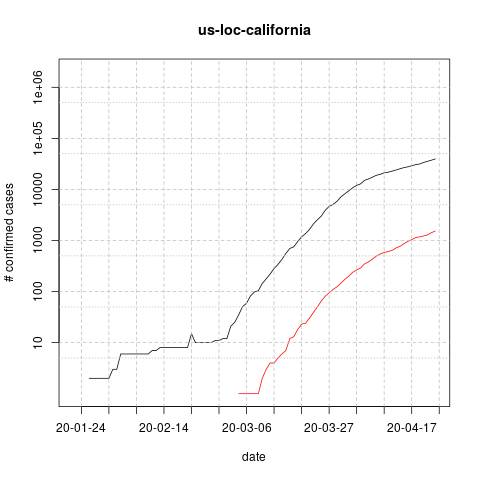 us-loc-california
# confirmed cases
1e+06
1e+05
10000
1000
100
10
20-01-24 20-02-14 20-03-06 20-03-27 20-04-17
date